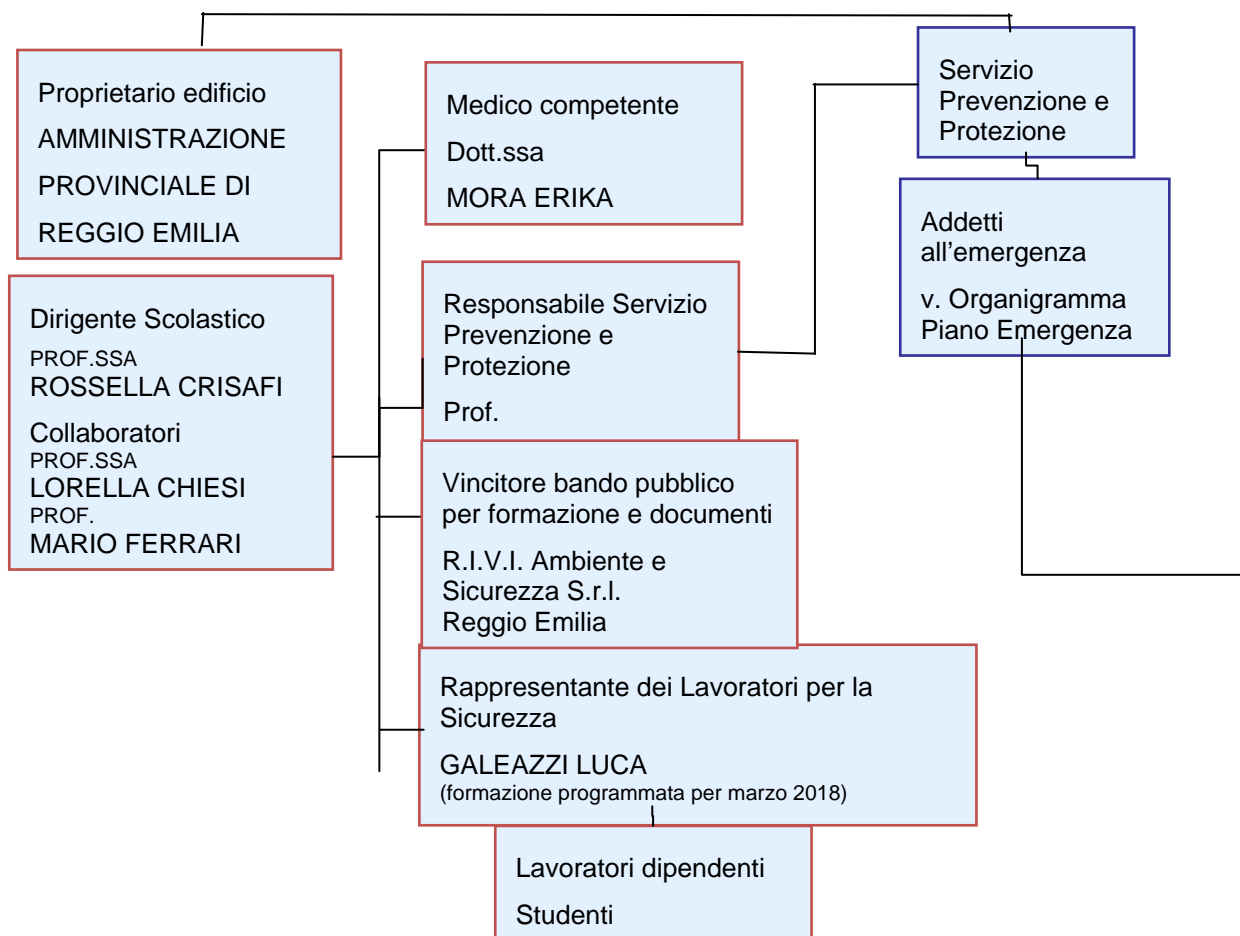 Proprietario edificio
AMMINISTRAZIONE
PROVINCIALE DI
REGGIO EMILIA
Medico competente
Dott.ssa
MORA ERIKA
Servizio
Prevenzione e
Protezione
Addetti
all'emergenza
v. Organigramma
Piano Emergenza
Dirigente Scolastico
PROF.SSA
ROSSELLA CRISAFI
Collaboratori
PROF.SSA
LORELLA CHIESI
PROF.
MARIO FERRARI
Responsabile Servizio
Prevenzione e
Protezione
Prof.
Vincitore bando pubblico
per formazione e documenti
R.I.V.I. Ambiente e
Sicurezza S.r.l.
Reggio Emilia
Rappresentante dei Lavoratori per la
Sicurezza
GALEAZZI LUCA
(formazione programmata per marzo 2018)
Lavoratori dipendenti
Studenti